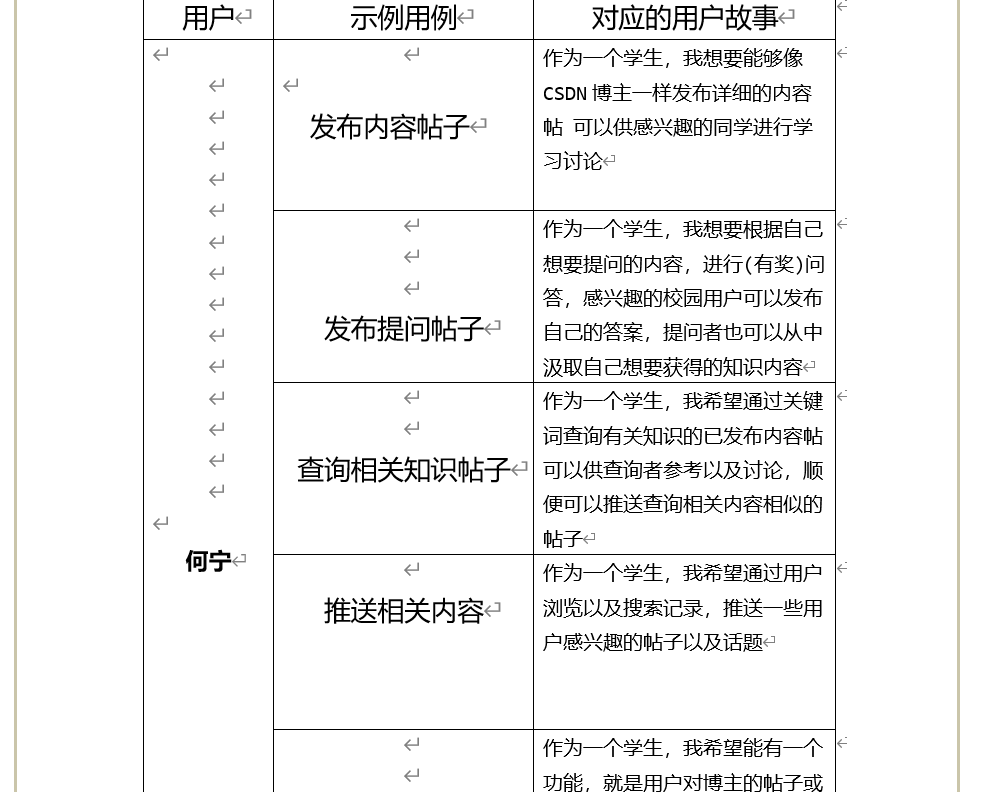 用户 示例用例 对应的用户故事
作为一个学生，我想要能够像
CSDN 博主一样发布详细的内容
发布内容帖子
帖 可以供感兴趣的同学进行学
习讨论
作为一个学生，我想要根据自己
想要提问的内容，进行(有奖)问
答，感兴趣的校园用户可以发布
发布提问帖子
自己的答案，提问者也可以从中
汲取自己想要获得的知识内容
作为一个学生，我希望通过关键
词查询有关知识的已发布内容帖
查询相关知识帖子
可以供查询者参考以及讨论，顺
便可以推送查询相关内容相似的
帖子
何宁
作为一个学生，我希望通过用户
推送相关内容
浏览以及搜索记录，推送一些用
户感兴趣的帖子以及话题
作为一个学生，我希望能有一个
功能，就是用户对博主的帖子或